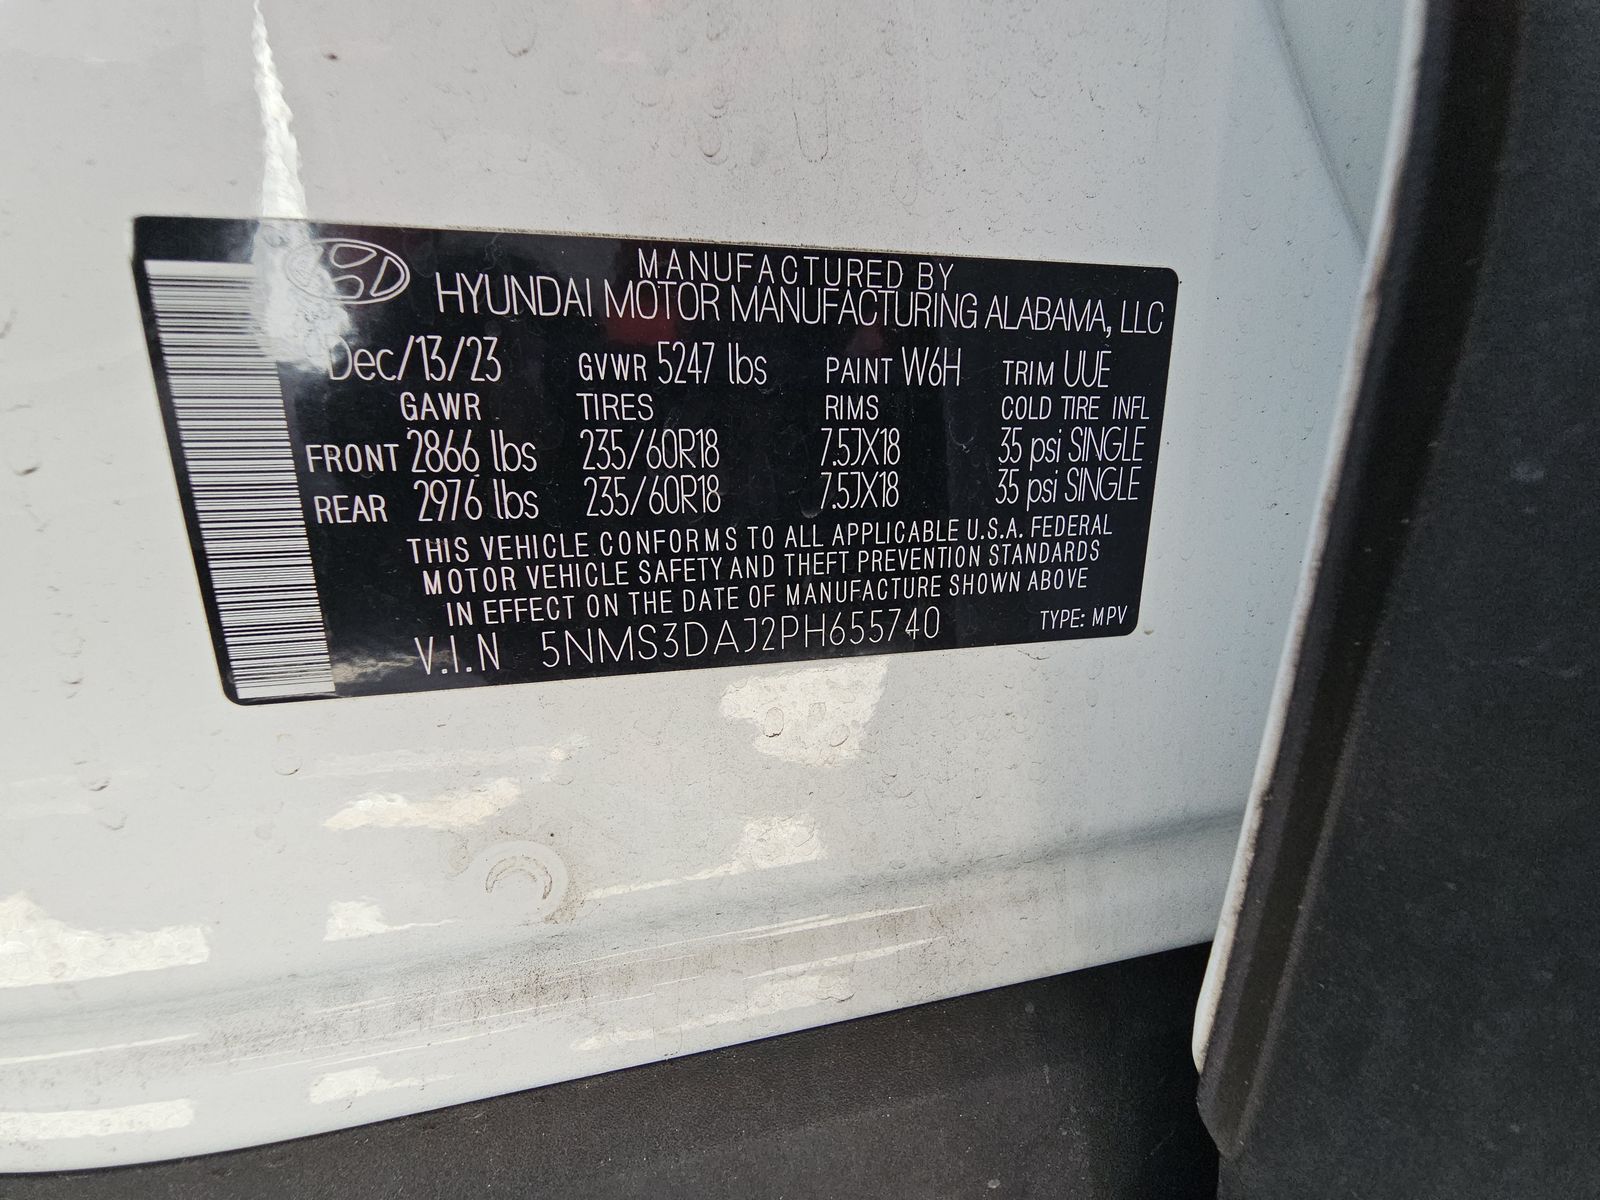 MANUFACTURED BY
HYUNDAI MOTOR MANUFACTURING ALABAMA, LLC
Dec/13/23 GVWR 5247 lbs PAINT W6H TRIM UUE
GAWR TIRES RIMS COLD TIRE INFL
FRONT 2866 lbs 235/60R18 7.5JX18 35 psi SINGLE
REAR 2976 lbs 235/60R18 7.5JX18 35 psi SINGLE
THIS VEHICLE CONFORMS TO ALL APPLICABLE U.S.A. FEDERAL
MOTOR VEHICLE SAFETY AND THEFT PREVENTION STANDARDS
IN EFFECT ON THE DATE OF MANUFACTURE SHOWN ABOVE
V.I.N 5NMS3DAJ2PH655740 TYPE: MPV